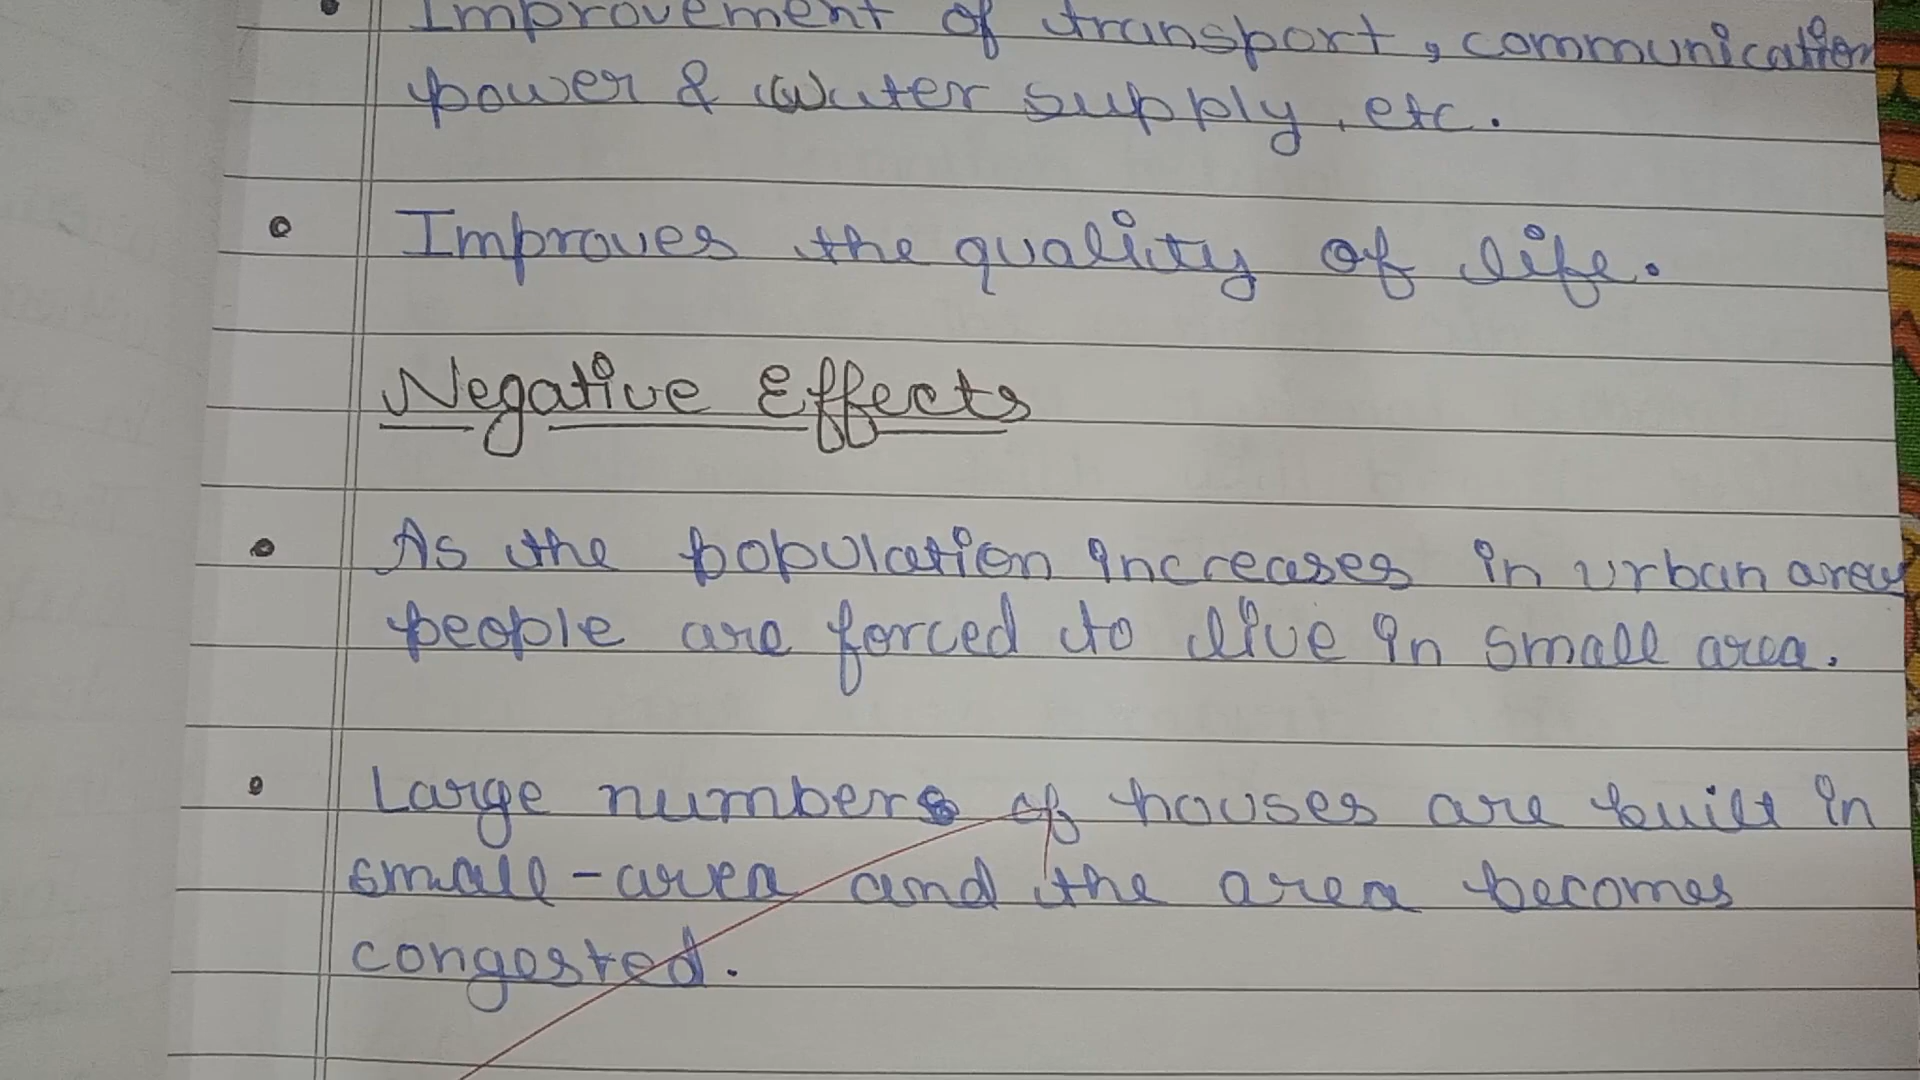 • Improvement of transport, communication
power & water supply, etc.
• Improves the quality of life.
Negative Effects
• As the population increases in urban areas
people are forced to live in small area.
• Large numbers of houses are built in
small-area and the area becomes
congested.